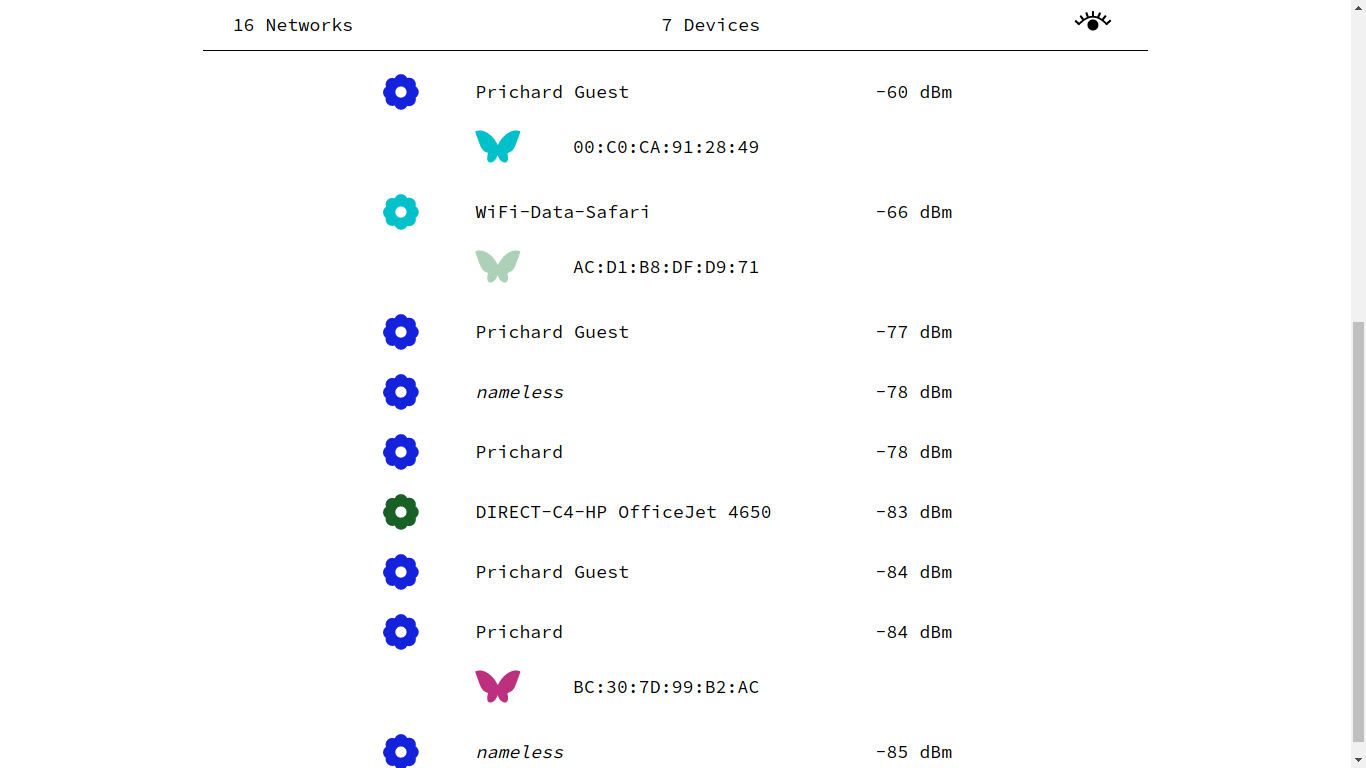 16 Networks 7 Devices
Prichard Guest -60 dBm
00:C0:CA:91:28:49
WiFi-Data-Safari -66 dBm
AC:D1:B8:DF:D9:71
Prichard Guest -77 dBm
nameless -78 dBm
Prichard -78 dBm
DIRECT-C4-HP OfficeJet 4650 -83 dBm
Prichard Guest -84 dBm
Prichard -84 dBm
BC:30:7D:99:B2:AC
nameless -85 dBm